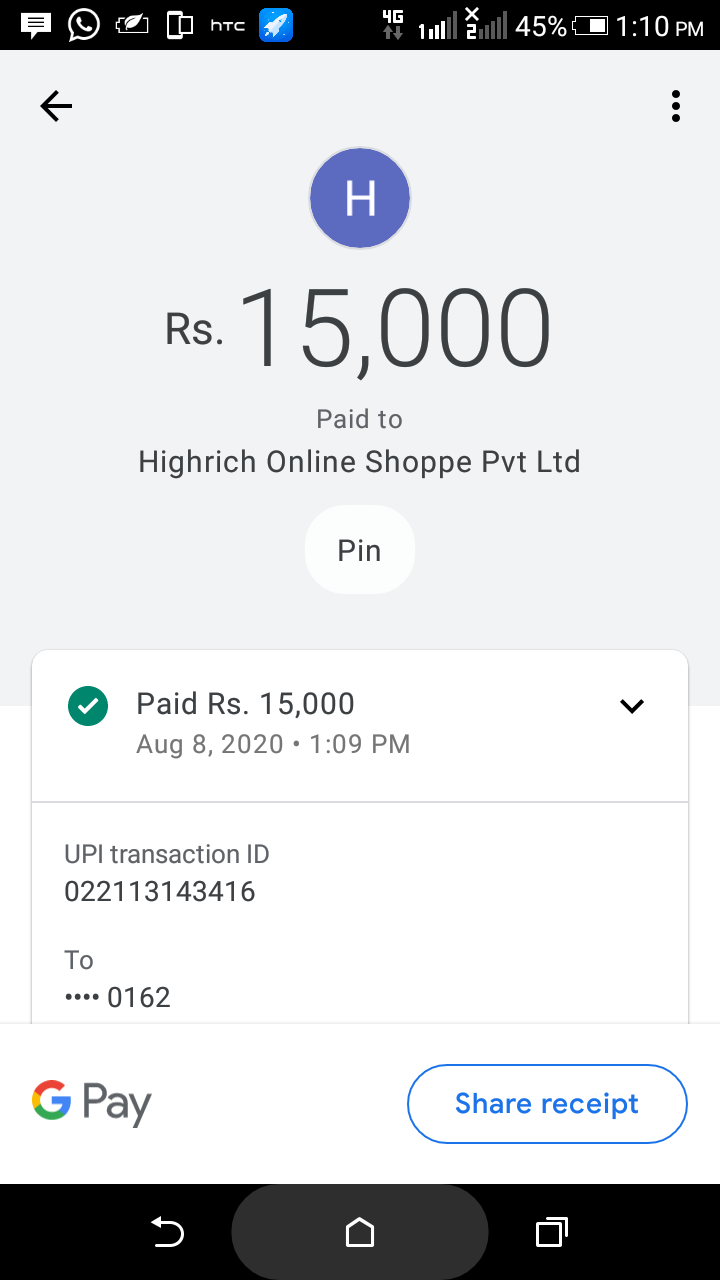 hTC 4G 1 2 45% 1:10 PM
H
Rs. 15,000
Paid to
Highrich Online Shoppe Pvt Ltd
Pin
Paid Rs. 15,000
Aug 8, 2020 • 1:09 PM
UPI transaction ID
022113143416
To
•••• 0162
G Pay
Share receipt